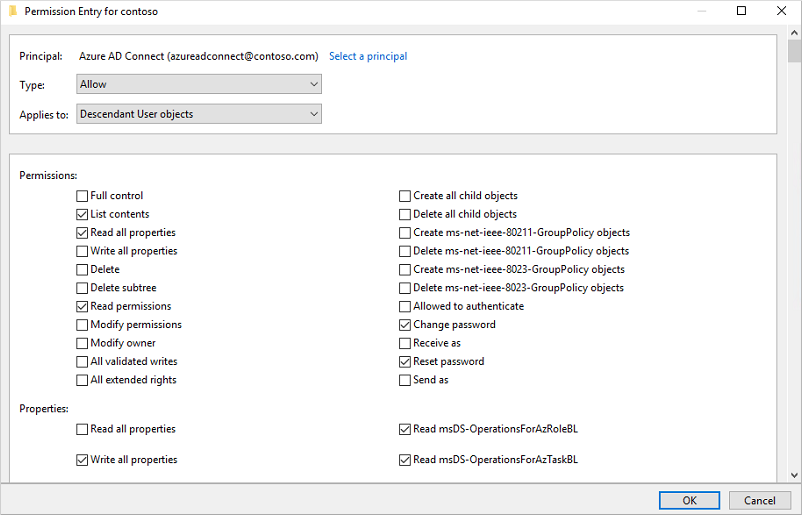 Permission Entry for contoso
Principal: Azure AD Connect (azureadconnect@contoso.com) Select a principal
Type: Allow
Applies to: Descendant User objects
Permissions:
Full control Create all child objects
List contents Delete all child objects
Read all properties Create ms-net-ieee-80211-GroupPolicy objects
Write all properties Delete ms-net-ieee-80211-GroupPolicy objects
Delete Create ms-net-ieee-8023-GroupPolicy objects
Delete subtree Delete ms-net-ieee-8023-GroupPolicy objects
Read permissions Allowed to authenticate
Modify permissions Change password
Modify owner Receive as
All validated writes Reset password
All extended rights Send as
Properties:
Read all properties Read msDS-OperationsForAzRoleBL
Write all properties Read msDS-OperationsForAzTaskBL
OK Cancel